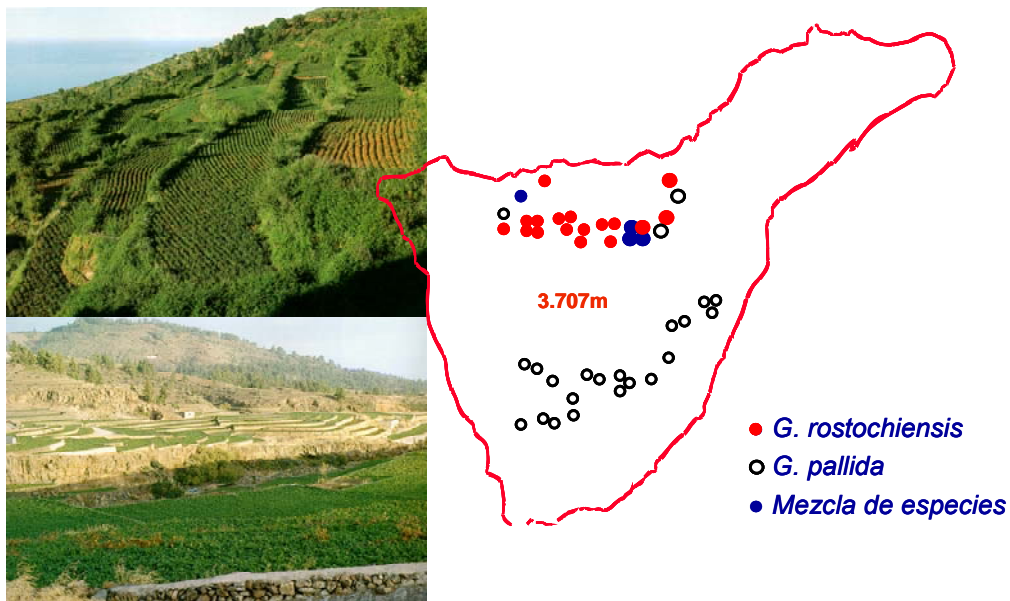 3.707m
G. rostochiensis
G. pallida
Mezcla de especies